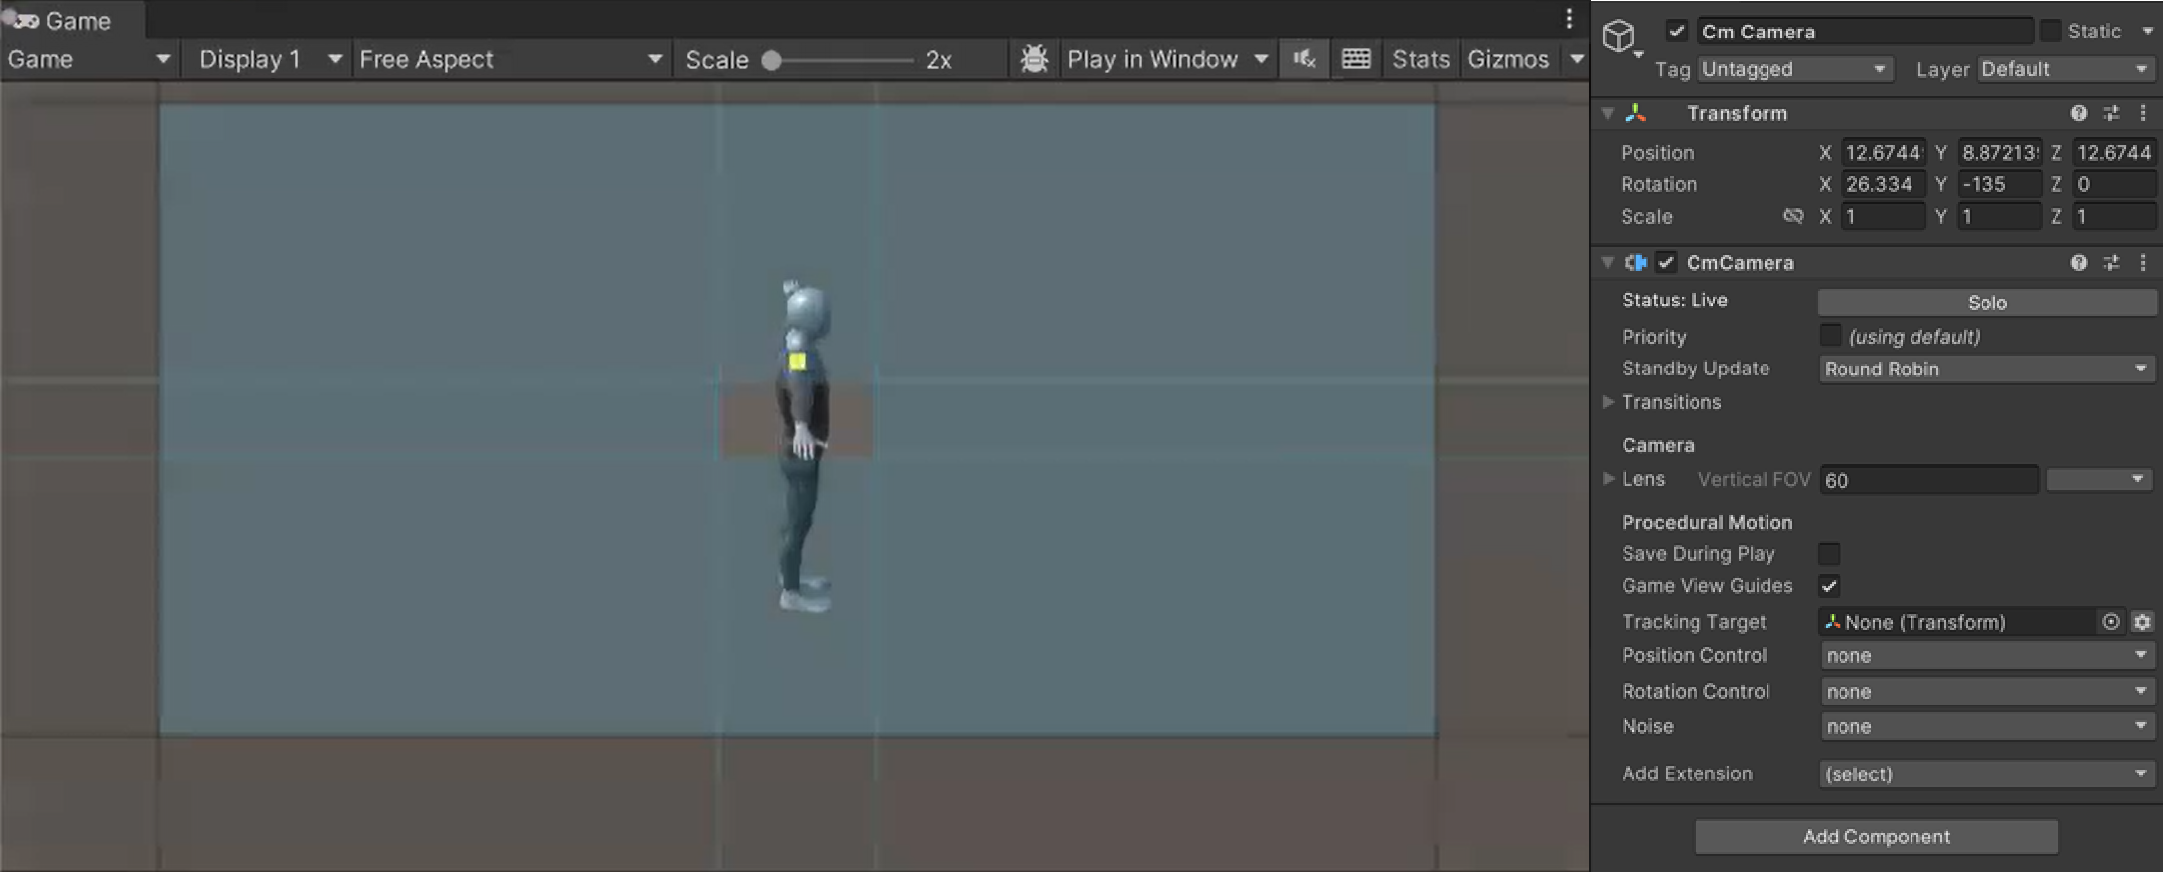 Game
Game Display 1 Free Aspect Scale 2x Play in Window Stats Gizmos
Cm Camera Static
Tag Untagged Layer Default
Transform
Position X 12.6744 Y 8.87213 Z 12.6744
Rotation X 26.334 Y -135 Z 0
Scale X 1 Y 1 Z 1
CmCamera
Status: Live Solo
Priority (using default)
Standby Update Round Robin
Transitions
Camera
Lens Vertical FOV 60
Procedural Motion
Save During Play
Game View Guides
Tracking Target None (Transform)
Position Control none
Rotation Control none
Noise none
Add Extension (select)
Add Component